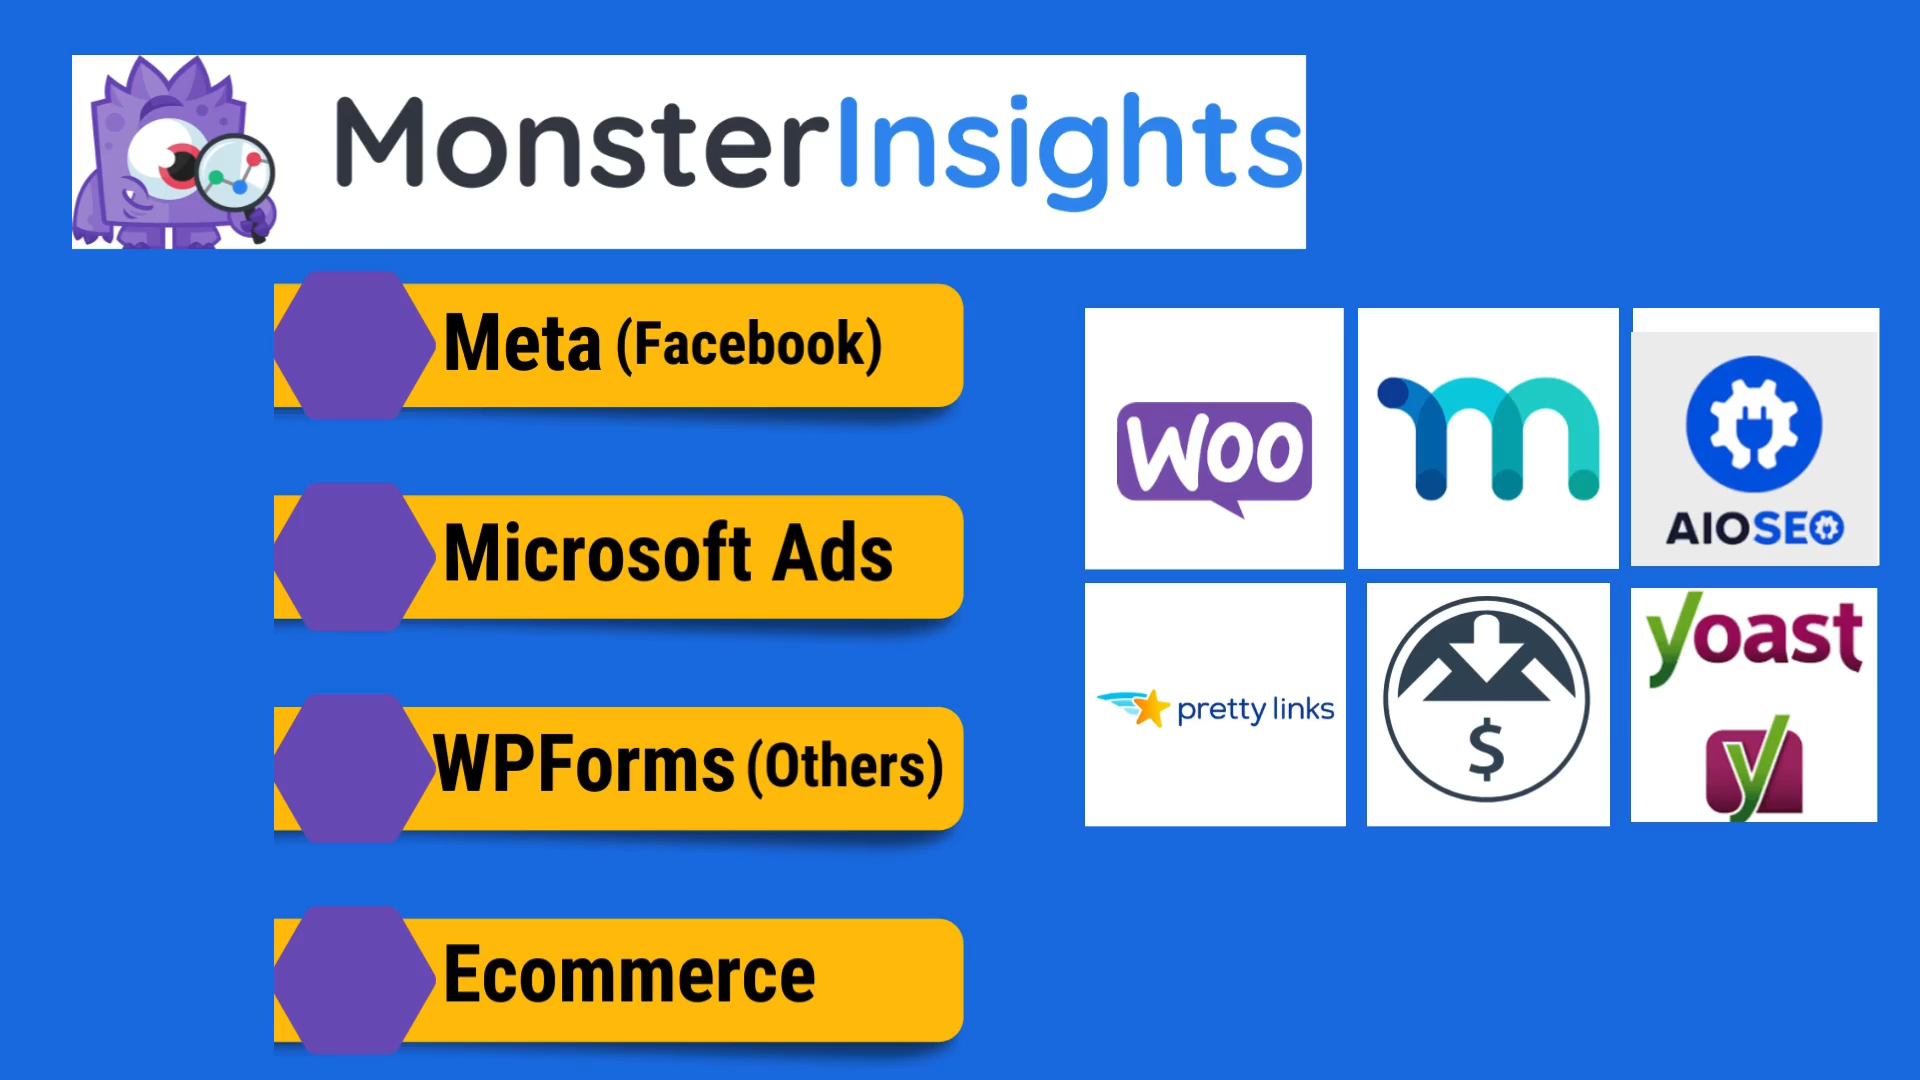 MonsterInsights
Meta (Facebook)
Microsoft Ads
WPForms (Others)
Ecommerce
Woo
m
AIOSEO
pretty links
$
yoast
y